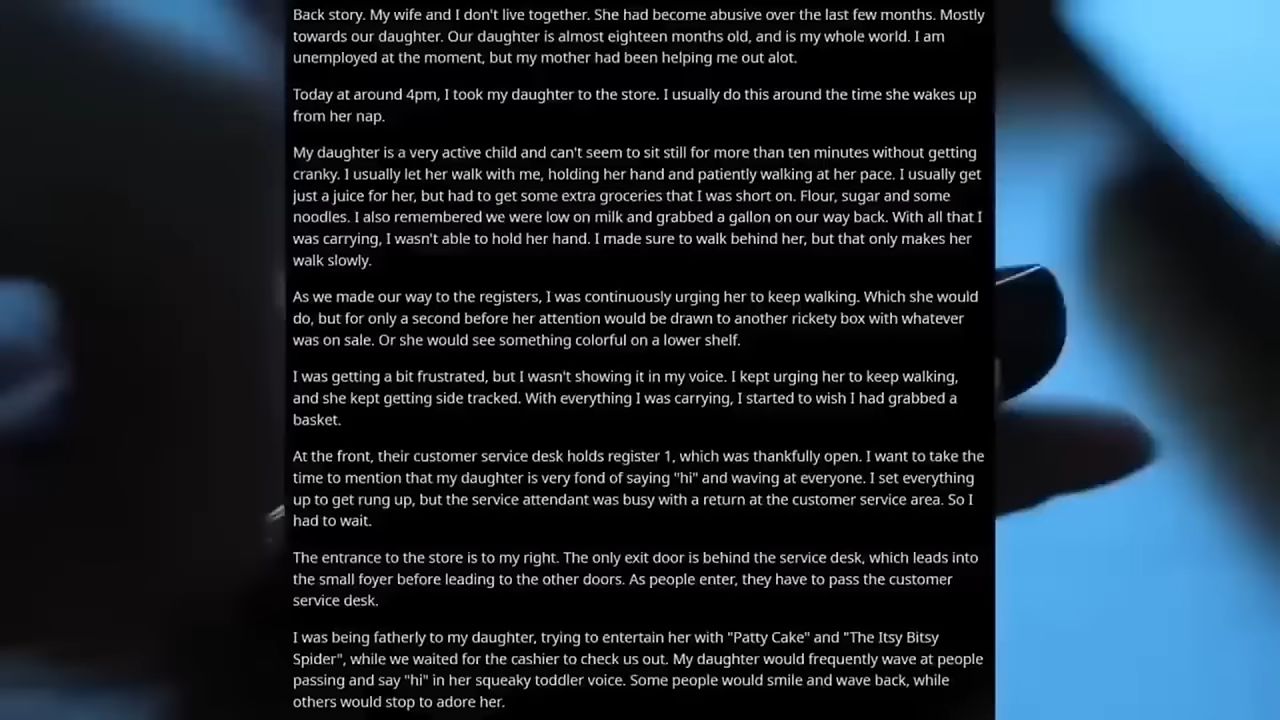 Back story. My wife and I don't live together. She had become abusive over the last few months. Mostly
towards our daughter. Our daughter is almost eighteen months old, and is my whole world. I am
unemployed at the moment, but my mother had been helping me out alot.
Today at around 4pm, I took my daughter to the store. I usually do this around the time she wakes up
from her nap.
My daughter is a very active child and can't seem to sit still for more than ten minutes without getting
cranky. I usually let her walk with me, holding her hand and patiently walking at her pace. I usually get
just a juice for her, but had to get some extra groceries that I was short on. Flour, sugar and some
noodles. I also remembered we were low on milk and grabbed a gallon on our way back. With all that I
was carrying, I wasn't able to hold her hand. I made sure to walk behind her, but that only makes her
walk slowly.
As we made our way to the registers, I was continuously urging her to keep walking. Which she would
do, but for only a second before her attention would be drawn to another rickety box with whatever
was on sale. Or she would see something colorful on a lower shelf.
I was getting a bit frustrated, but I wasn't showing it in my voice. I kept urging her to keep walking,
and she kept getting side tracked. With everything I was carrying, I started to wish I had grabbed a
basket.
At the front, their customer service desk holds register 1, which was thankfully open. I want to take the
time to mention that my daughter is very fond of saying "hi" and waving at everyone. I set everything
up to get rung up, but the service attendant was busy with a return at the customer service area. So I
had to wait.
The entrance to the store is to my right. The only exit door is behind the service desk, which leads into
the small foyer before leading to the other doors. As people enter, they have to pass the customer
service desk.
I was being fatherly to my daughter, trying to entertain her with "Patty Cake" and "The Itsy Bitsy
Spider", while we waited for the cashier to check us out. My daughter would frequently wave at people
passing and say "hi" in her squeaky toddler voice. Some people would smile and wave back, while
others would stop to adore her.